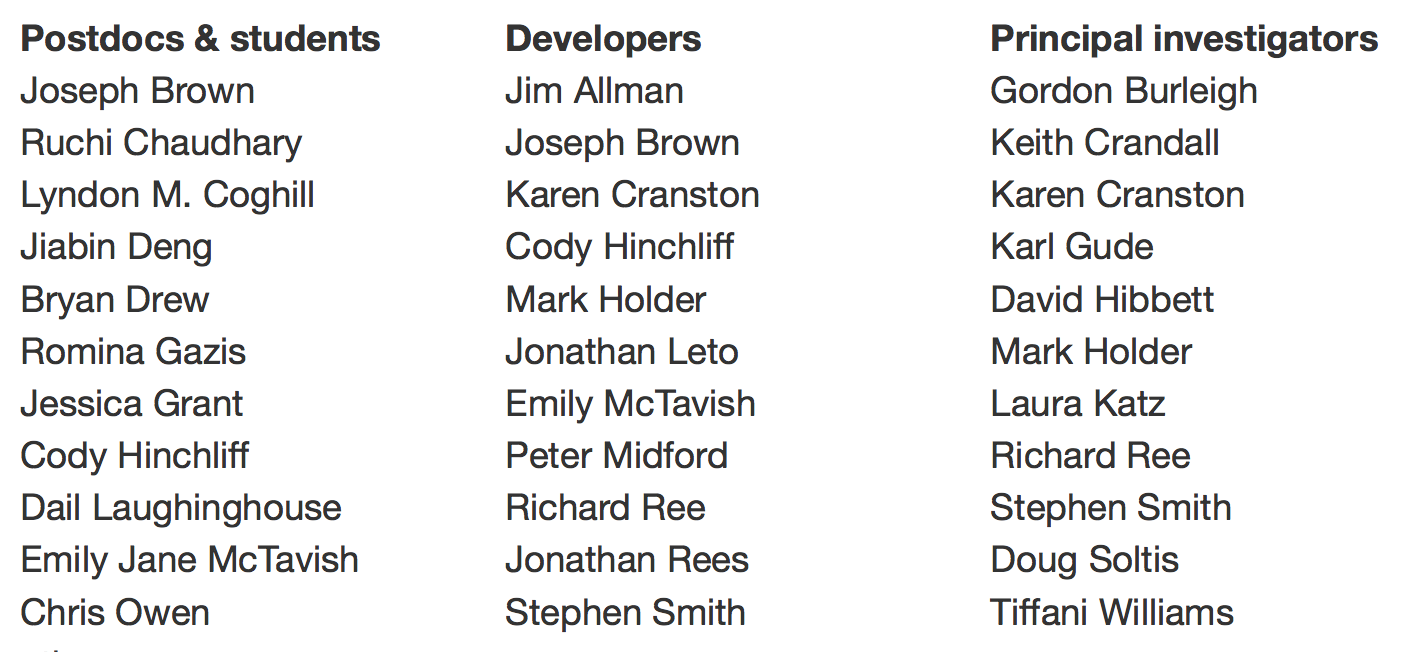 Postdocs & students
Joseph Brown
Ruchi Chaudhary
Lyndon M. Coghill
Jiabin Deng
Bryan Drew
Romina Gazis
Jessica Grant
Cody Hinchliff
Dail Laughinghouse
Emily Jane McTavish
Chris Owen
Developers
Jim Allman
Joseph Brown
Karen Cranston
Cody Hinchliff
Mark Holder
Jonathan Leto
Emily McTavish
Peter Midford
Richard Ree
Jonathan Rees
Stephen Smith
Principal investigators
Gordon Burleigh
Keith Crandall
Karen Cranston
Karl Gude
David Hibbett
Mark Holder
Laura Katz
Richard Ree
Stephen Smith
Doug Soltis
Tiffani Williams